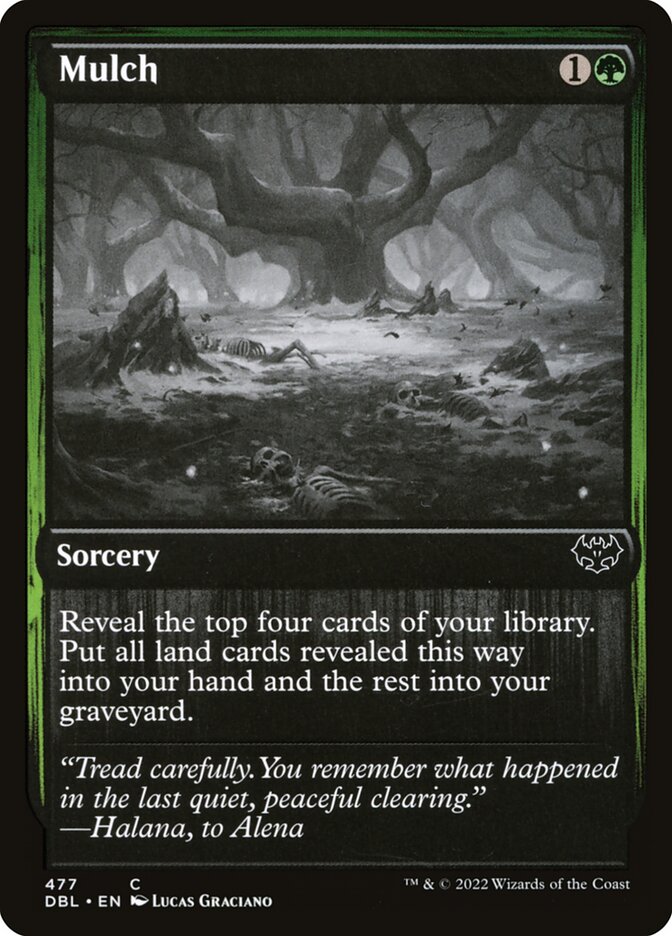 Mulch 1
Sorcery
Reveal the top four cards of your library.
Put all land cards revealed this way
into your hand and the rest into your
graveyard.
“Tread carefully. You remember what happened
in the last quiet, peaceful clearing.”
—Halana, to Alena
477 C ™ & © 2022 Wizards of the Coast
DBL • EN Lucas Graciano